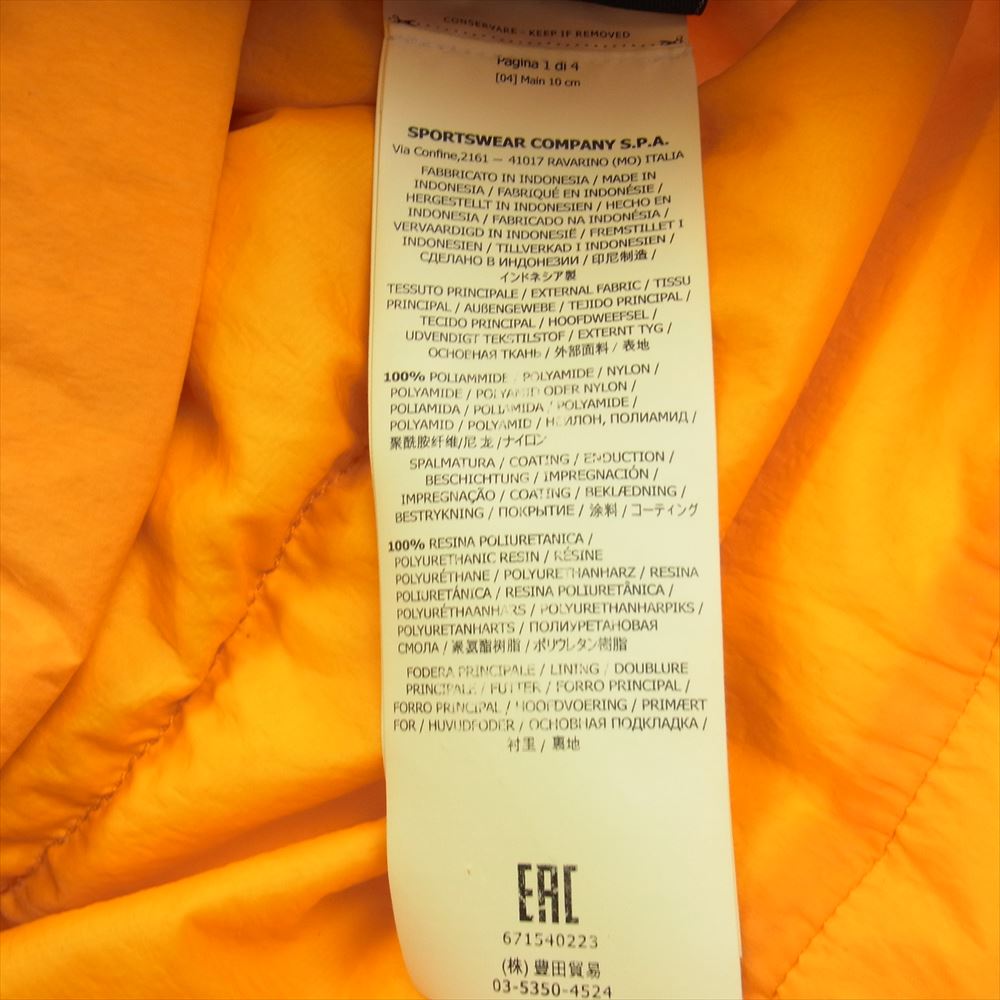 CONSERVARE - KEEP IF REMOVED
Pagina 1 di 4
[04] Main 10 cm
SPORTSWEAR COMPANY S.P.A.
Via Confine,2161 — 41017 RAVARINO (MO) ITALIA
FABBRICATO IN INDONESIA / MADE IN
INDONESIA / FABRIQUÉ EN INDONÉSIE /
HERGESTELLT IN INDONESIEN / HECHO EN
INDONESIA / FABRICADO NA INDONÉSIA /
VERVAARDIGD IN INDONESIË / FREMSTILLET I
INDONESIEN / TILLVERKAD I INDONESIEN /
СДЕЛАНО В ИНДОНЕЗИИ / 印尼制造 /
インドネシア製
TESSUTO PRINCIPALE / EXTERNAL FABRIC / TISSU
PRINCIPAL / AUßENGEWEBE / TEJIDO PRINCIPAL /
TECIDO PRINCIPAL / HOOFDWEEFSEL /
UDVENDIGT TEKSTILSTOF / EXTERNT TYG /
ОСНОВНАЯ ТКАНЬ / 外部面料 / 表地
100% POLIAMMIDE / POLYAMIDE / NYLON /
POLYAMIDE / POLYAMID ODER NYLON /
POLIAMIDA / POLIAMIDA / POLYAMIDE /
POLYAMID / POLYAMID / НЕЙЛОН, ПОЛИАМИД /
聚酰胺纤维/尼龙/ナイロン
SPALMATURA / COATING / ENDUCTION /
BESCHICHTUNG / IMPREGNACIÓN /
IMPREGNAÇÃO / COATING / BEKLÆDNING /
BESTRYKNING / ПОКРЫТИЕ / 涂料 / コーティング
100% RESINA POLIURETANICA /
POLYURETHANIC RESIN / RÉSINE
POLYURÉTHANE / POLYURETHANHARZ / RESINA
POLIURETÁNICA / RESINA POLIURETÂNICA /
POLYURÉTHAANHARS / POLYURETHANHARPIKS /
POLYURETANHARTS / ПОЛИУРЕТАНОВАЯ
СМОЛА / 聚氨酯树脂 / ポリウレタン樹脂
FODERA PRINCIPALE / LINING / DOUBLURE
PRINCIPALE / FUTTER / FORRO PRINCIPAL /
FORRO PRINCIPAL / HOOFDVOERING / PRIMÆRT
FOR / HUVUDFODER / ОСНОВНАЯ ПОДКЛАДКА /
衬里 / 裏地
EAC
671540223
(株) 豊田貿易
03-5350-4524